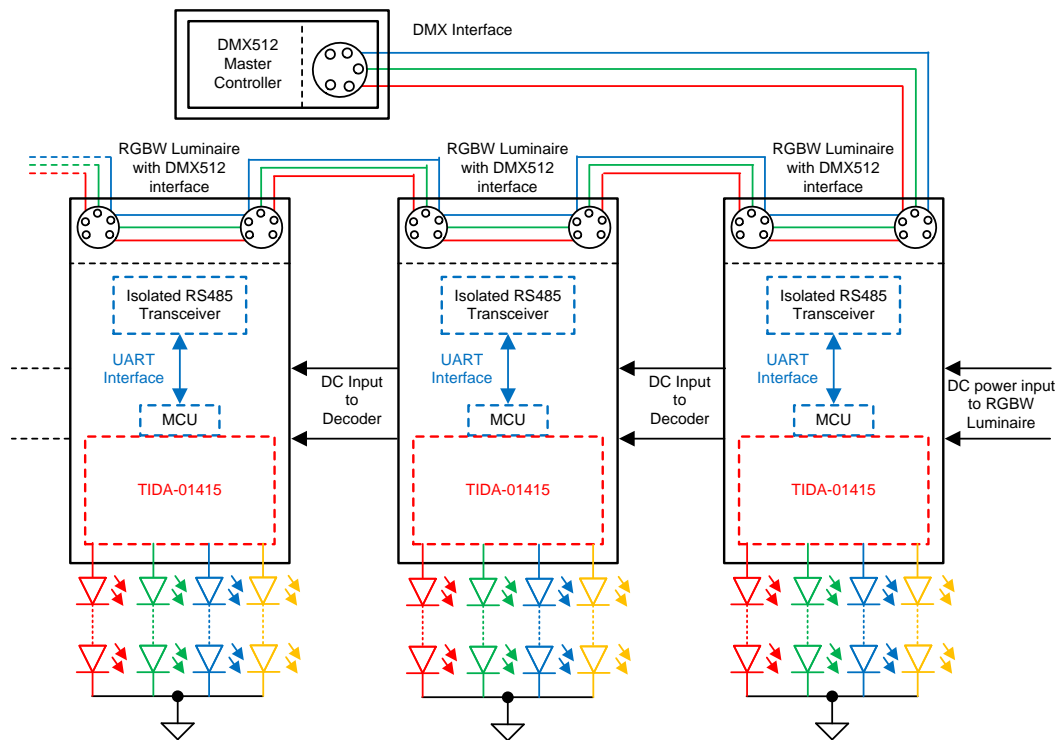 DMX512
Master
Controller
DMX Interface
RGBW Luminaire
with DMX512
interface
RGBW Luminaire
with DMX512
interface
RGBW Luminaire
with DMX512
interface
Isolated RS485
Transceiver
UART
Interface
MCU
TIDA-01415
DC Input
to
Decoder
Isolated RS485
Transceiver
UART
Interface
MCU
TIDA-01415
DC Input
to
Decoder
Isolated RS485
Transceiver
UART
Interface
MCU
TIDA-01415
DC power input
to RGBW
Luminaire